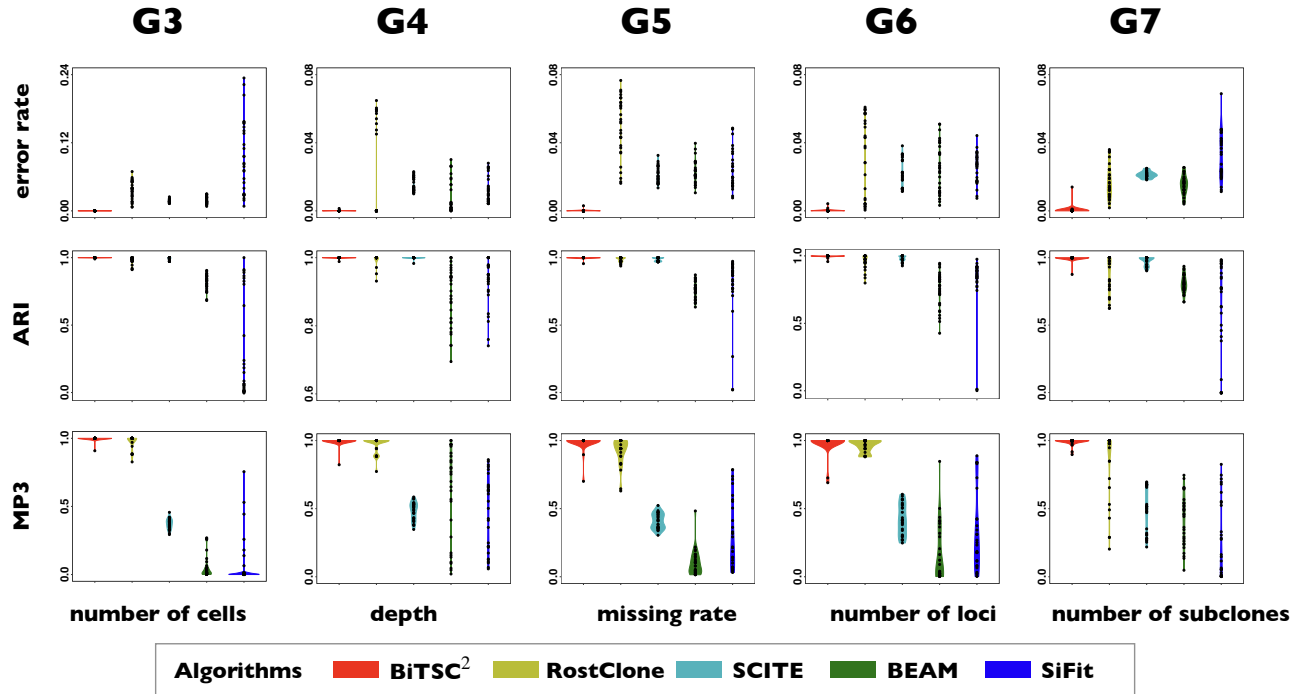 G3 G4 G5 G6 G7
error rate
0.24 0.12 0.00
0.08 0.04 0.00
0.08 0.04 0.00
0.08 0.04 0.00
0.08 0.04 0.00
ARI
1.0 0.5 0.0
1.0 0.8 0.6
1.0 0.5 0.0
1.0 0.5 0.0
1.0 0.5 0.0
MP3
1.0 0.5 0.0
1.0 0.5 0.0
1.0 0.5 0.0
1.0 0.5 0.0
1.0 0.5 0.0
number of cells depth missing rate number of loci number of subclones
Algorithms BiTSC² RostClone SCITE BEAM SiFit